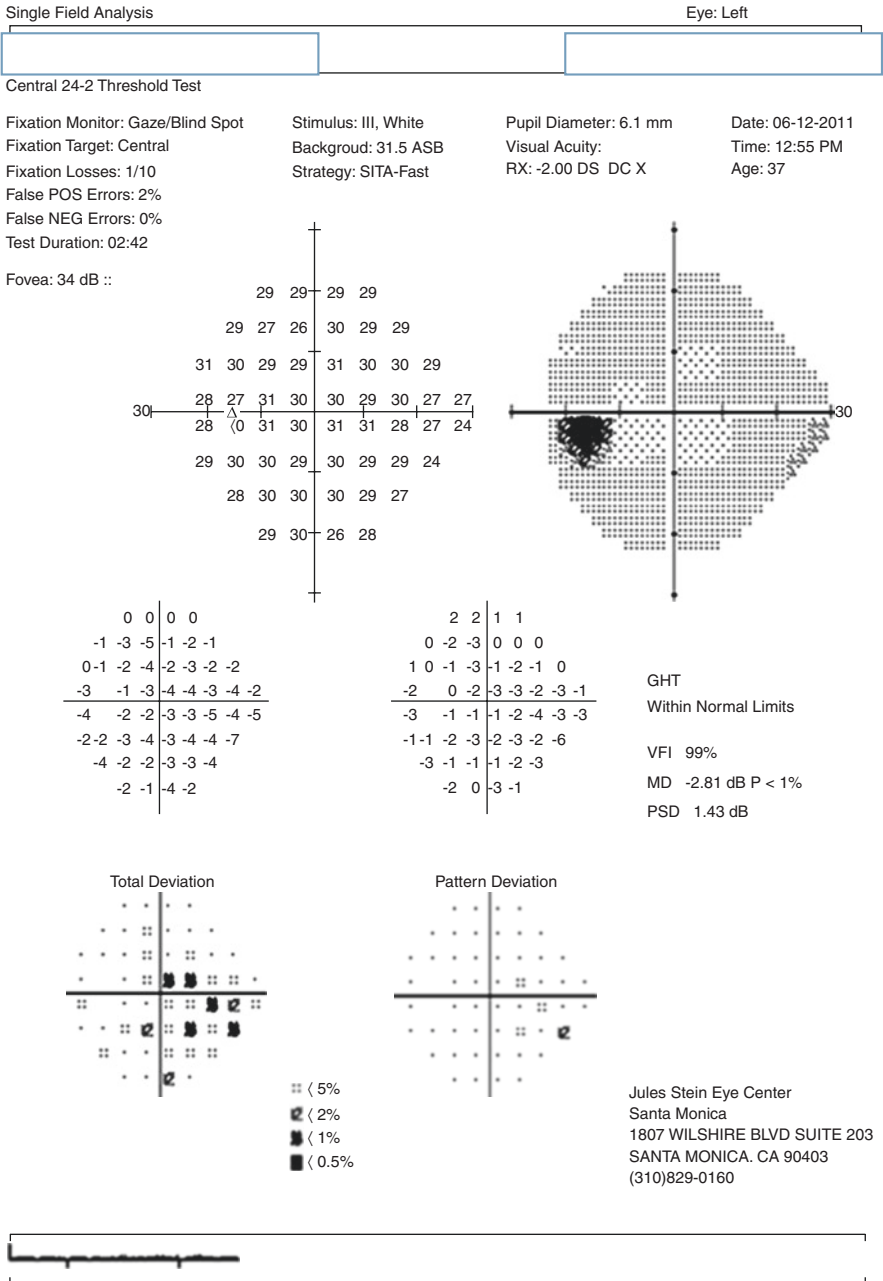 Single Field Analysis Eye: Left
Central 24-2 Threshold Test
Fixation Monitor: Gaze/Blind Spot Stimulus: III, White Pupil Diameter: 6.1 mm Date: 06-12-2011
Fixation Target: Central Backgroud: 31.5 ASB Visual Acuity: Time: 12:55 PM
Fixation Losses: 1/10 Strategy: SITA-Fast RX: -2.00 DS DC X Age: 37
False POS Errors: 2%
False NEG Errors: 0%
Test Duration: 02:42
Fovea: 34 dB ::
29 29 29 29
29 27 26 30 29 29
31 30 29 29 31 30 30 29
28 27 31 30 30 29 30 27 27
30 Δ 30
28 ⟨0 31 30 31 31 28 27 24
29 30 30 29 30 29 29 24
28 30 30 30 29 27
29 30 26 28
0 0 0 0
-1 -3 -5 -1 -2 -1
0 -1 -2 -4 -2 -3 -2 -2
-3 -1 -3 -4 -4 -3 -4 -2
-4 -2 -2 -3 -3 -5 -4 -5
-2 -2 -3 -4 -3 -4 -4 -7
-4 -2 -2 -3 -3 -4
-2 -1 -4 -2
2 2 1 1
0 -2 -3 0 0 0
1 0 -1 -3 -1 -2 -1 0
-2 0 -2 -3 -3 -2 -3 -1
-3 -1 -1 -1 -2 -4 -3 -3
-1 -1 -2 -3 -2 -3 -2 -6
-3 -1 -1 -1 -2 -3
-2 0 -3 -1
GHT
Within Normal Limits
VFI 99%
MD -2.81 dB P < 1%
PSD 1.43 dB
Total Deviation Pattern Deviation
⟨ 5%
⟨ 2%
⟨ 1%
⟨ 0.5%
Jules Stein Eye Center
Santa Monica
1807 WILSHIRE BLVD SUITE 203
SANTA MONICA. CA 90403
(310)829-0160